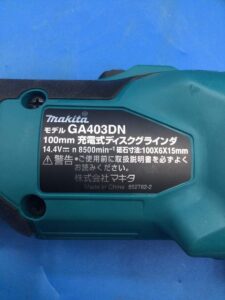 makita
モデル GA403DN
100mm 充電式ディスクグラインダ
14.4V⎓ n 8500min⁻¹ 砥石寸法:100X6X15mm
⚠警告 ●ご使用前に取扱説明書を必ずよく
お読みください。
株式会社マキタ
Made in China 852762-2